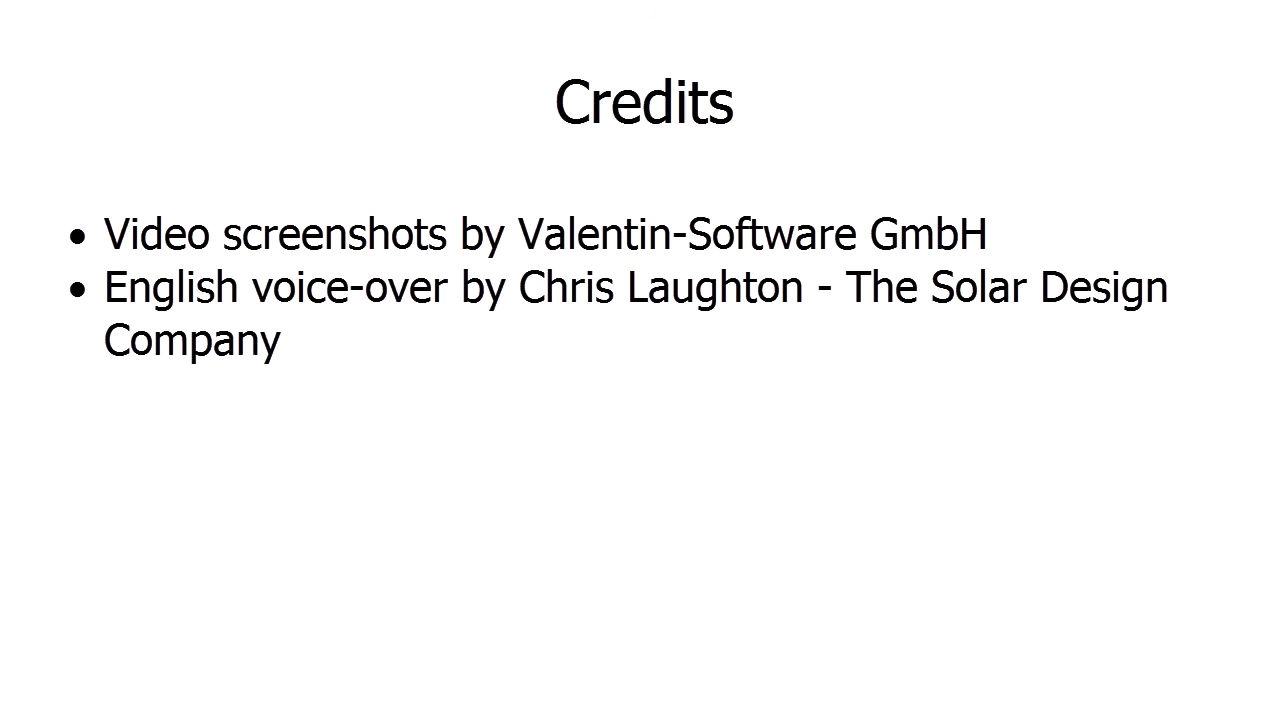 Credits
• Video screenshots by Valentin-Software GmbH
• English voice-over by Chris Laughton - The Solar Design
Company